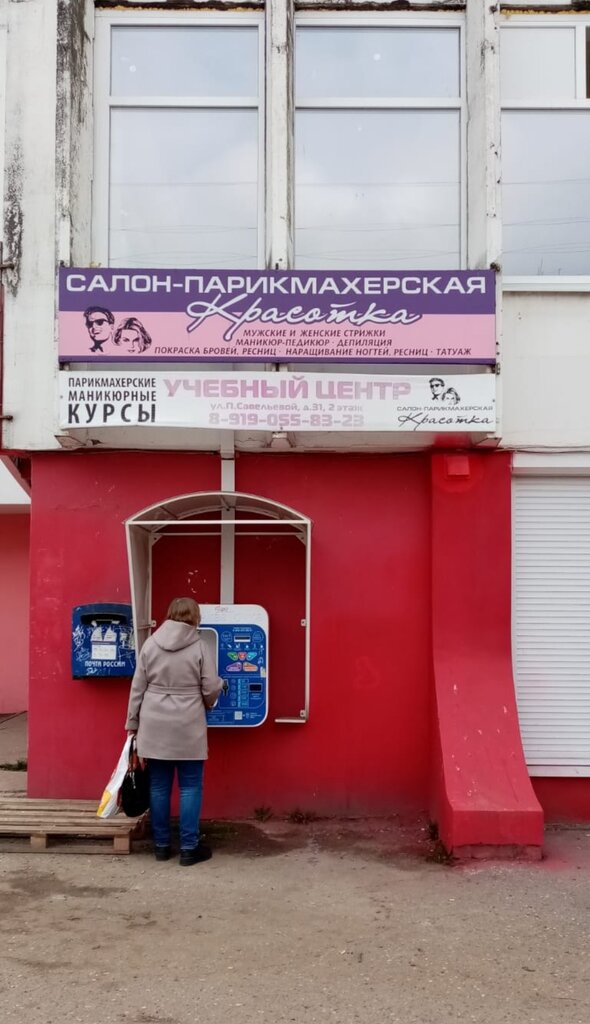 САЛОН-ПАРИКМАХЕРСКАЯ
Красотка
МУЖСКИЕ И ЖЕНСКИЕ СТРИЖКИ
МАНИКЮР-ПЕДИКЮР · ДЕПИЛЯЦИЯ
ПОКРАСКА БРОВЕЙ, РЕСНИЦ · НАРАЩИВАНИЕ НОГТЕЙ, РЕСНИЦ · ТАТУАЖ
ПАРИКМАХЕРСКИЕ
МАНИКЮРНЫЕ
КУРСЫ
УЧЕБНЫЙ ЦЕНТР
ул.П.Савельевой, д.31, 2 этаж
8-919-055-83-23
САЛОН-ПАРИКМАХЕРСКАЯ
Красотка
ПОЧТА РОССИИ